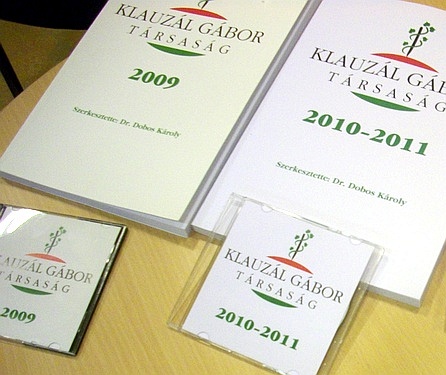 KLAUZÁL GÁBOR
TÁRSASÁG
2009
Szerkesztette: Dr. Dobos Károly
KLAUZÁL GÁB
TÁRSASÁG
2010-2011
Szerkesztette: Dr. Dobos Károly
KLAUZÁL GÁBOR
TÁRSASÁG
2009
KLAUZÁL GÁBOR
TÁRSASÁG
2010-2011